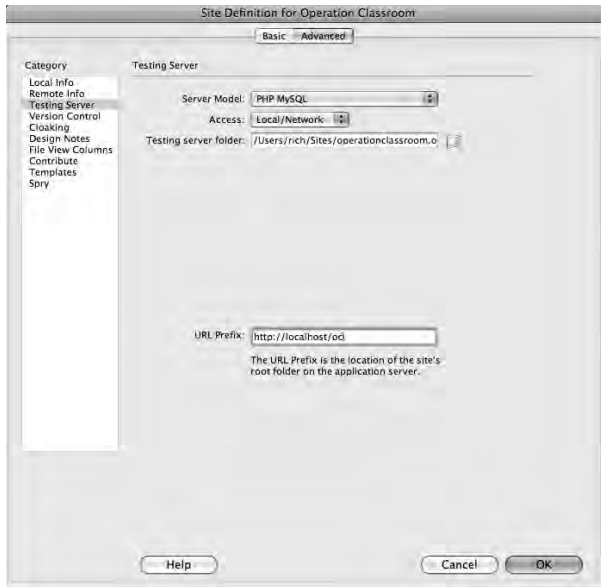 Site Definition for Operation Classroom
Basic Advanced
Category
Testing Server
Local Info
Remote Info
Testing Server
Version Control
Cloaking
Design Notes
File View Columns
Contribute
Templates
Spry
Server Model: PHP MySQL
Access: Local/Network
Testing server folder: /Users/rich/Sites/operationclassroom.o
URL Prefix: http://localhost/oc
The URL Prefix is the location of the site's
root folder on the application server.
Help Cancel OK